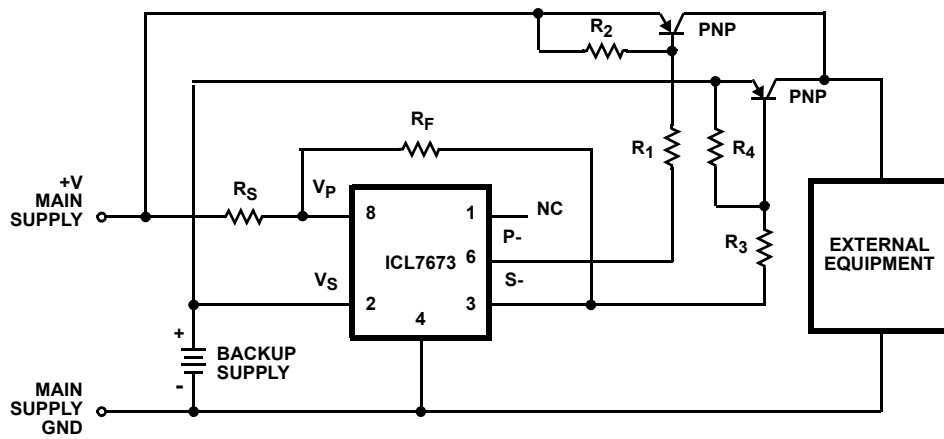 R2
PNP
PNP
RF
R1
R4
+V
MAIN
SUPPLY
RS
VP
8
1
NC
P-
R3
EXTERNAL
EQUIPMENT
ICL7673
6
S-
VS
2
4
3
+
BACKUP
SUPPLY
-
MAIN
SUPPLY
GND